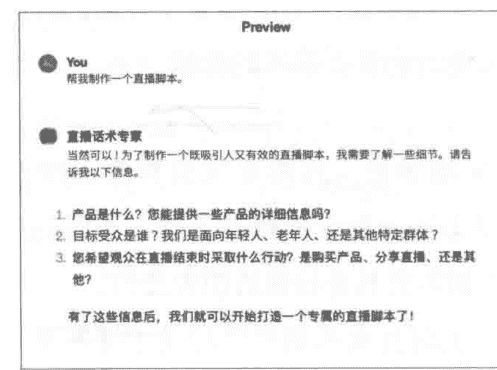 Preview
You
帮我制作一个直播脚本。
直播话术专家
当然可以！为了制作一个既吸引人又有效的直播脚本，我需要了解一些细节。请告
诉我以下信息。
1. 产品是什么？您能提供一些产品的详细信息吗？
2. 目标受众是谁？我们是面向年轻人、老年人、还是其他特定群体？
3. 您希望观众在直播结束时采取什么行动？是购买产品、分享直播、还是其
他？
有了这些信息后，我们就可以开始打造一个专属的直播脚本了！